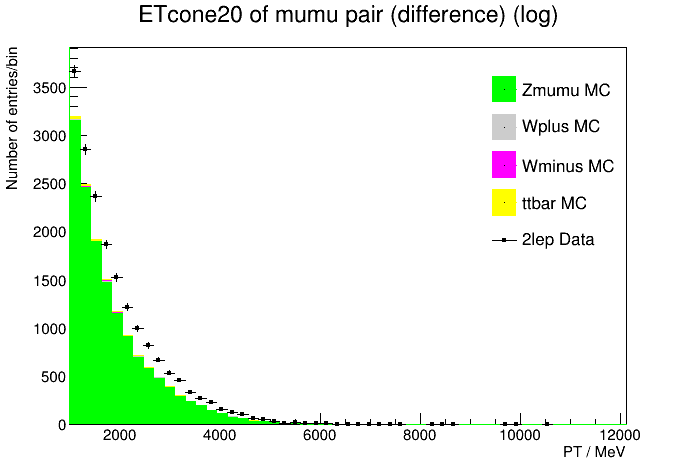 ETcone20 of mumu pair (difference) (log)
Number of entries/bin
3500
3000
2500
2000
1500
1000
500
0
2000
4000
6000
8000
10000
12000
PT / MeV
Zmumu MC
Wplus MC
Wminus MC
ttbar MC
2lep Data